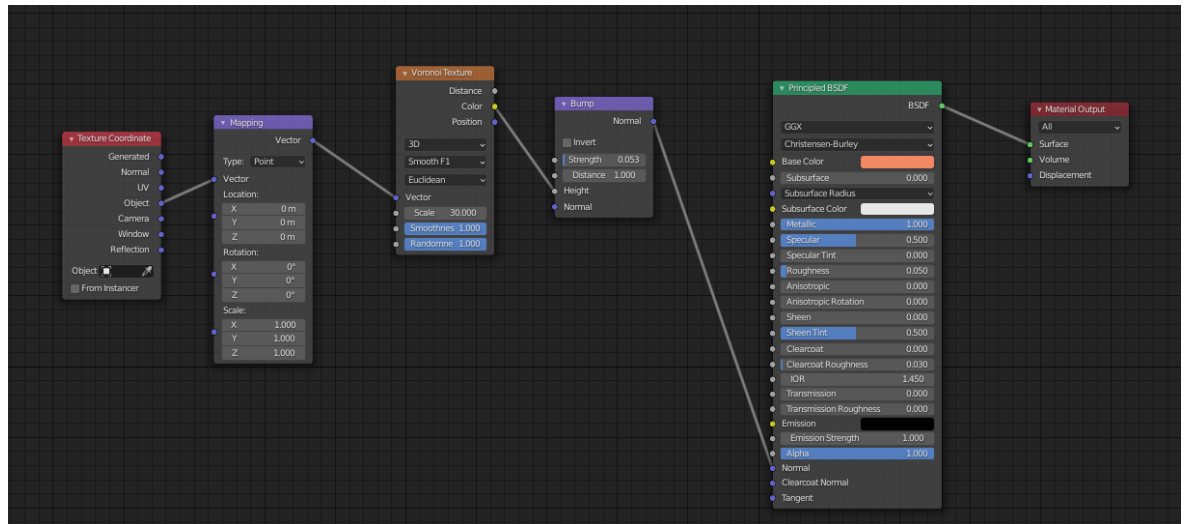 Texture Coordinate
Generated
Normal
UV
Object
Camera
Window
Reflection
Object
From Instancer
Mapping
Vector
Type: Point
Vector
Location:
X 0 m
Y 0 m
Z 0 m
Rotation:
X 0°
Y 0°
Z 0°
Scale:
X 1.000
Y 1.000
Z 1.000
Voronoi Texture
Distance
Color
Position
3D
Smooth F1
Euclidean
Vector
Scale 30.000
Smoothnes 1.000
Randomne 1.000
Bump
Normal
Invert
Strength 0.053
Distance 1.000
Height
Normal
Principled BSDF
BSDF
GGX
Christensen-Burley
Base Color
Subsurface 0.000
Subsurface Radius
Subsurface Color
Metallic 1.000
Specular 0.500
Specular Tint 0.000
Roughness 0.050
Anisotropic 0.000
Anisotropic Rotation 0.000
Sheen 0.000
Sheen Tint 0.500
Clearcoat 0.000
Clearcoat Roughness 0.030
IOR 1.450
Transmission 0.000
Transmission Roughness 0.000
Emission
Emission Strength 1.000
Alpha 1.000
Normal
Clearcoat Normal
Tangent
Material Output
All
Surface
Volume
Displacement